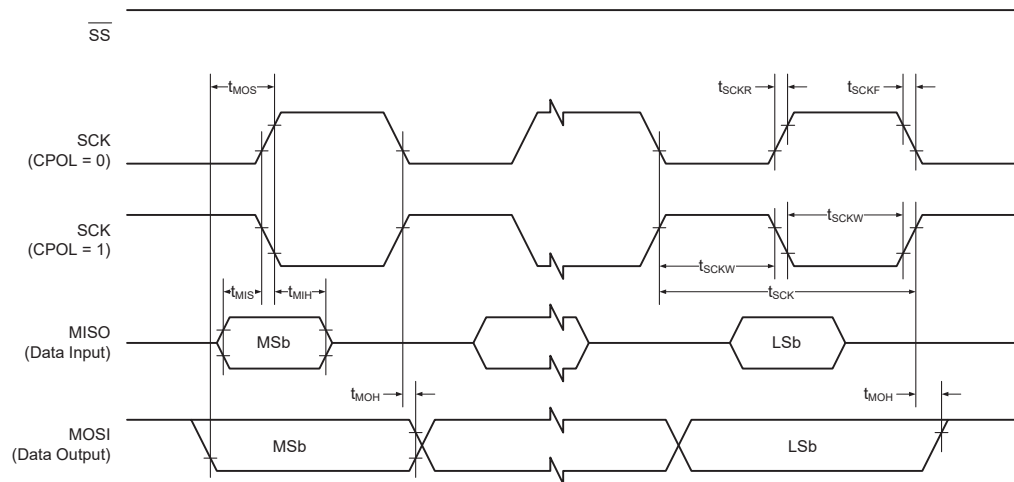 SS
tMOS
tSCKR
tSCKF
SCK
(CPOL = 0)
SCK
(CPOL = 1)
tSCKW
tSCKW
tMIS
tMIH
tSCK
MISO
(Data Input)
MSb
LSb
tMOH
tMOH
MOSI
(Data Output)
MSb
LSb